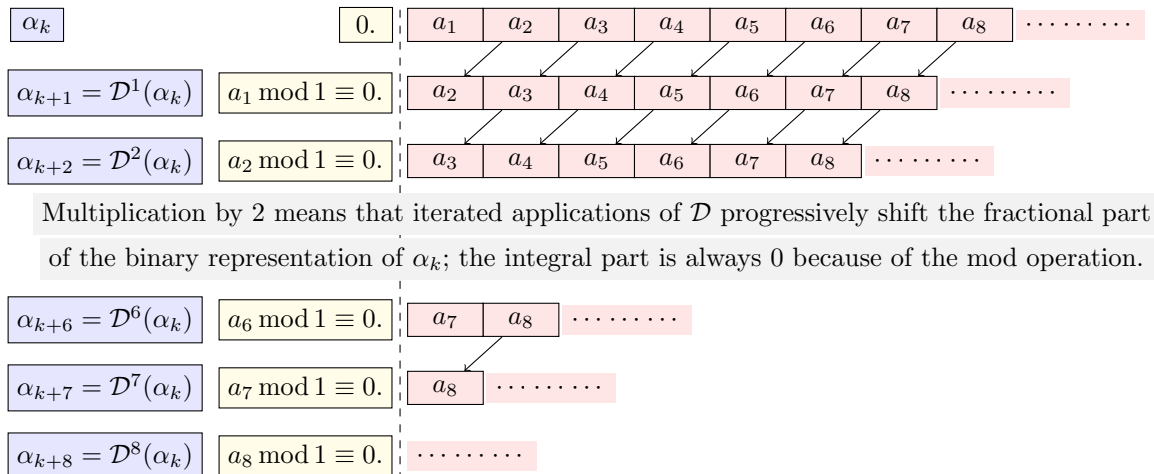 α_k 0. a_1 a_2 a_3 a_4 a_5 a_6 a_7 a_8 ·········
α_{k+1} = 𝒟^1(α_k) a_1 mod 1 ≡ 0. a_2 a_3 a_4 a_5 a_6 a_7 a_8 ·········
α_{k+2} = 𝒟^2(α_k) a_2 mod 1 ≡ 0. a_3 a_4 a_5 a_6 a_7 a_8 ·········
Multiplication by 2 means that iterated applications of 𝒟 progressively shift the fractional part
of the binary representation of α_k; the integral part is always 0 because of the mod operation.
α_{k+6} = 𝒟^6(α_k) a_6 mod 1 ≡ 0. a_7 a_8 ·········
α_{k+7} = 𝒟^7(α_k) a_7 mod 1 ≡ 0. a_8 ·········
α_{k+8} = 𝒟^8(α_k) a_8 mod 1 ≡ 0. ·········